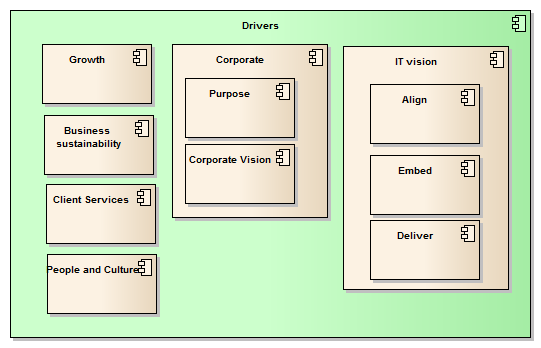 Drivers
Growth
Business
sustainability
Client Services
People and Culture
Corporate
Purpose
Corporate Vision
IT vision
Align
Embed
Deliver